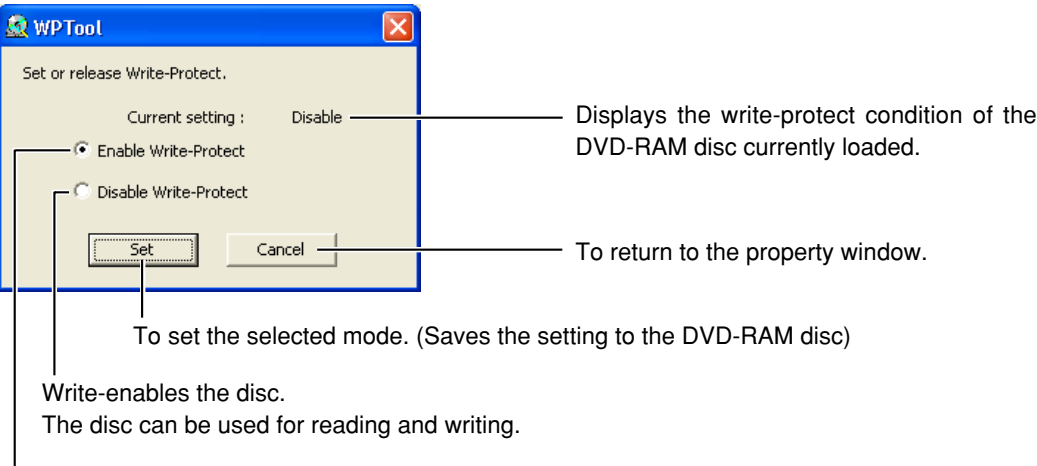 WPTool
Set or release Write-Protect.
Current setting : Disable
Enable Write-Protect
Disable Write-Protect
Set Cancel
Displays the write-protect condition of the
DVD-RAM disc currently loaded.
To return to the property window.
To set the selected mode. (Saves the setting to the DVD-RAM disc)
Write-enables the disc.
The disc can be used for reading and writing.